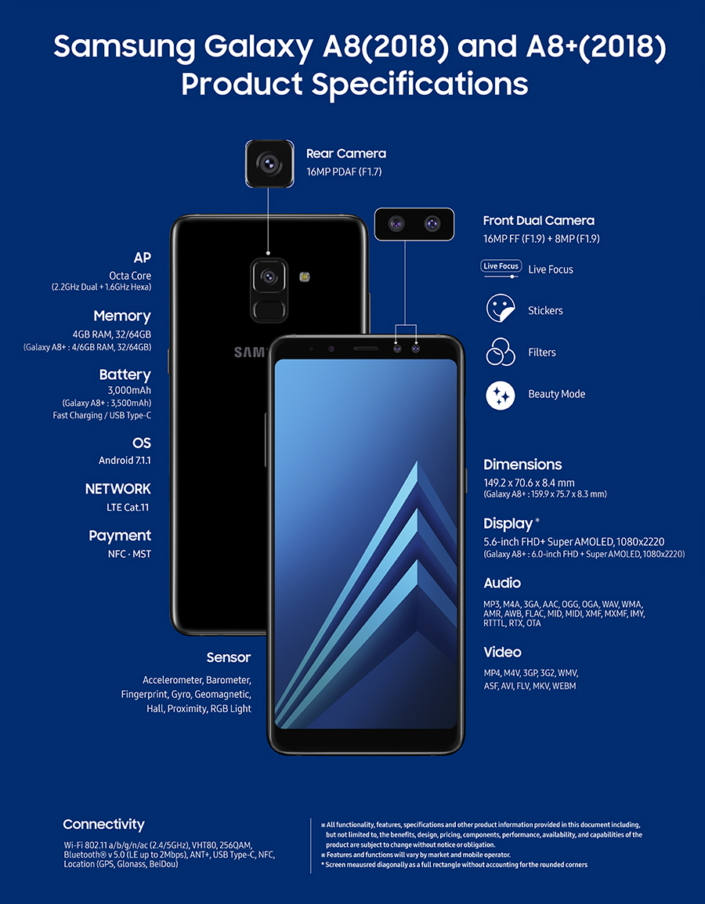 Samsung Galaxy A8(2018) and A8+(2018)
Product Specifications
Rear Camera
16MP PDAF (F1.7)
Front Dual Camera
16MP FF (F1.9) + 8MP (F1.9)
Live Focus
Live Focus
Stickers
Filters
Beauty Mode
AP
Octa Core
(2.2GHz Dual + 1.6GHz Hexa)
Memory
4GB RAM, 32/64GB
(Galaxy A8+ : 4/6GB RAM, 32/64GB)
Battery
3,000mAh
(Galaxy A8+ : 3,500mAh)
Fast Charging / USB Type-C
OS
Android 7.1.1
NETWORK
LTE Cat.11
Payment
NFC · MST
SAM
Dimensions
149.2 x 70.6 x 8.4 mm
(Galaxy A8+ : 159.9 x 75.7 x 8.3 mm)
Display *
5.6-inch FHD+ Super AMOLED, 1080x2220
(Galaxy A8+ : 6.0-inch FHD + Super AMOLED, 1080x2220)
Audio
MP3, M4A, 3GA, AAC, OGG, OGA, WAV, WMA,
AMR, AWB, FLAC, MID, MIDI, XMF, MXMF, IMY,
RTTTL, RTX, OTA
Video
MP4, M4V, 3GP, 3G2, WMV,
ASF, AVI, FLV, MKV, WEBM
Sensor
Accelerometer, Barometer,
Fingerprint, Gyro, Geomagnetic,
Hall, Proximity, RGB Light
Connectivity
Wi-Fi 802.11 a/b/g/n/ac (2.4/5GHz), VHT80, 256QAM,
Bluetooth® v 5.0 (LE up to 2Mbps), ANT+, USB Type-C, NFC,
Location (GPS, Glonass, BeiDou)
■ All functionality, features, specifications and other product information provided in this document including,
but not limited to, the benefits, design, pricing, components, performance, availability, and capabilities of the
product are subject to change without notice or obligation.
■ Features and functions will vary by market and mobile operator.
* Screen meausred diagonally as a full rectangle without accounting for the rounded corners